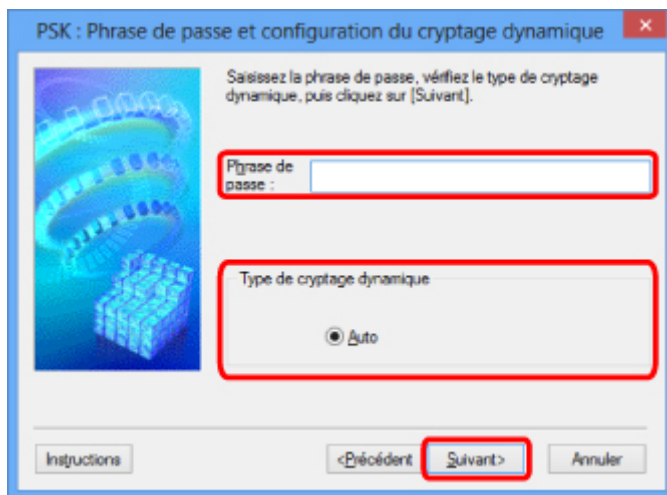 PSK : Phrase de passe et configuration du cryptage dynamique
Saisissez la phrase de passe, vérifiez le type de cryptage
dynamique, puis cliquez sur [Suivant].
Phrase de
passe :
Type de cryptage dynamique
Auto
Instructions
<Précédent
Suivant>
Annuler